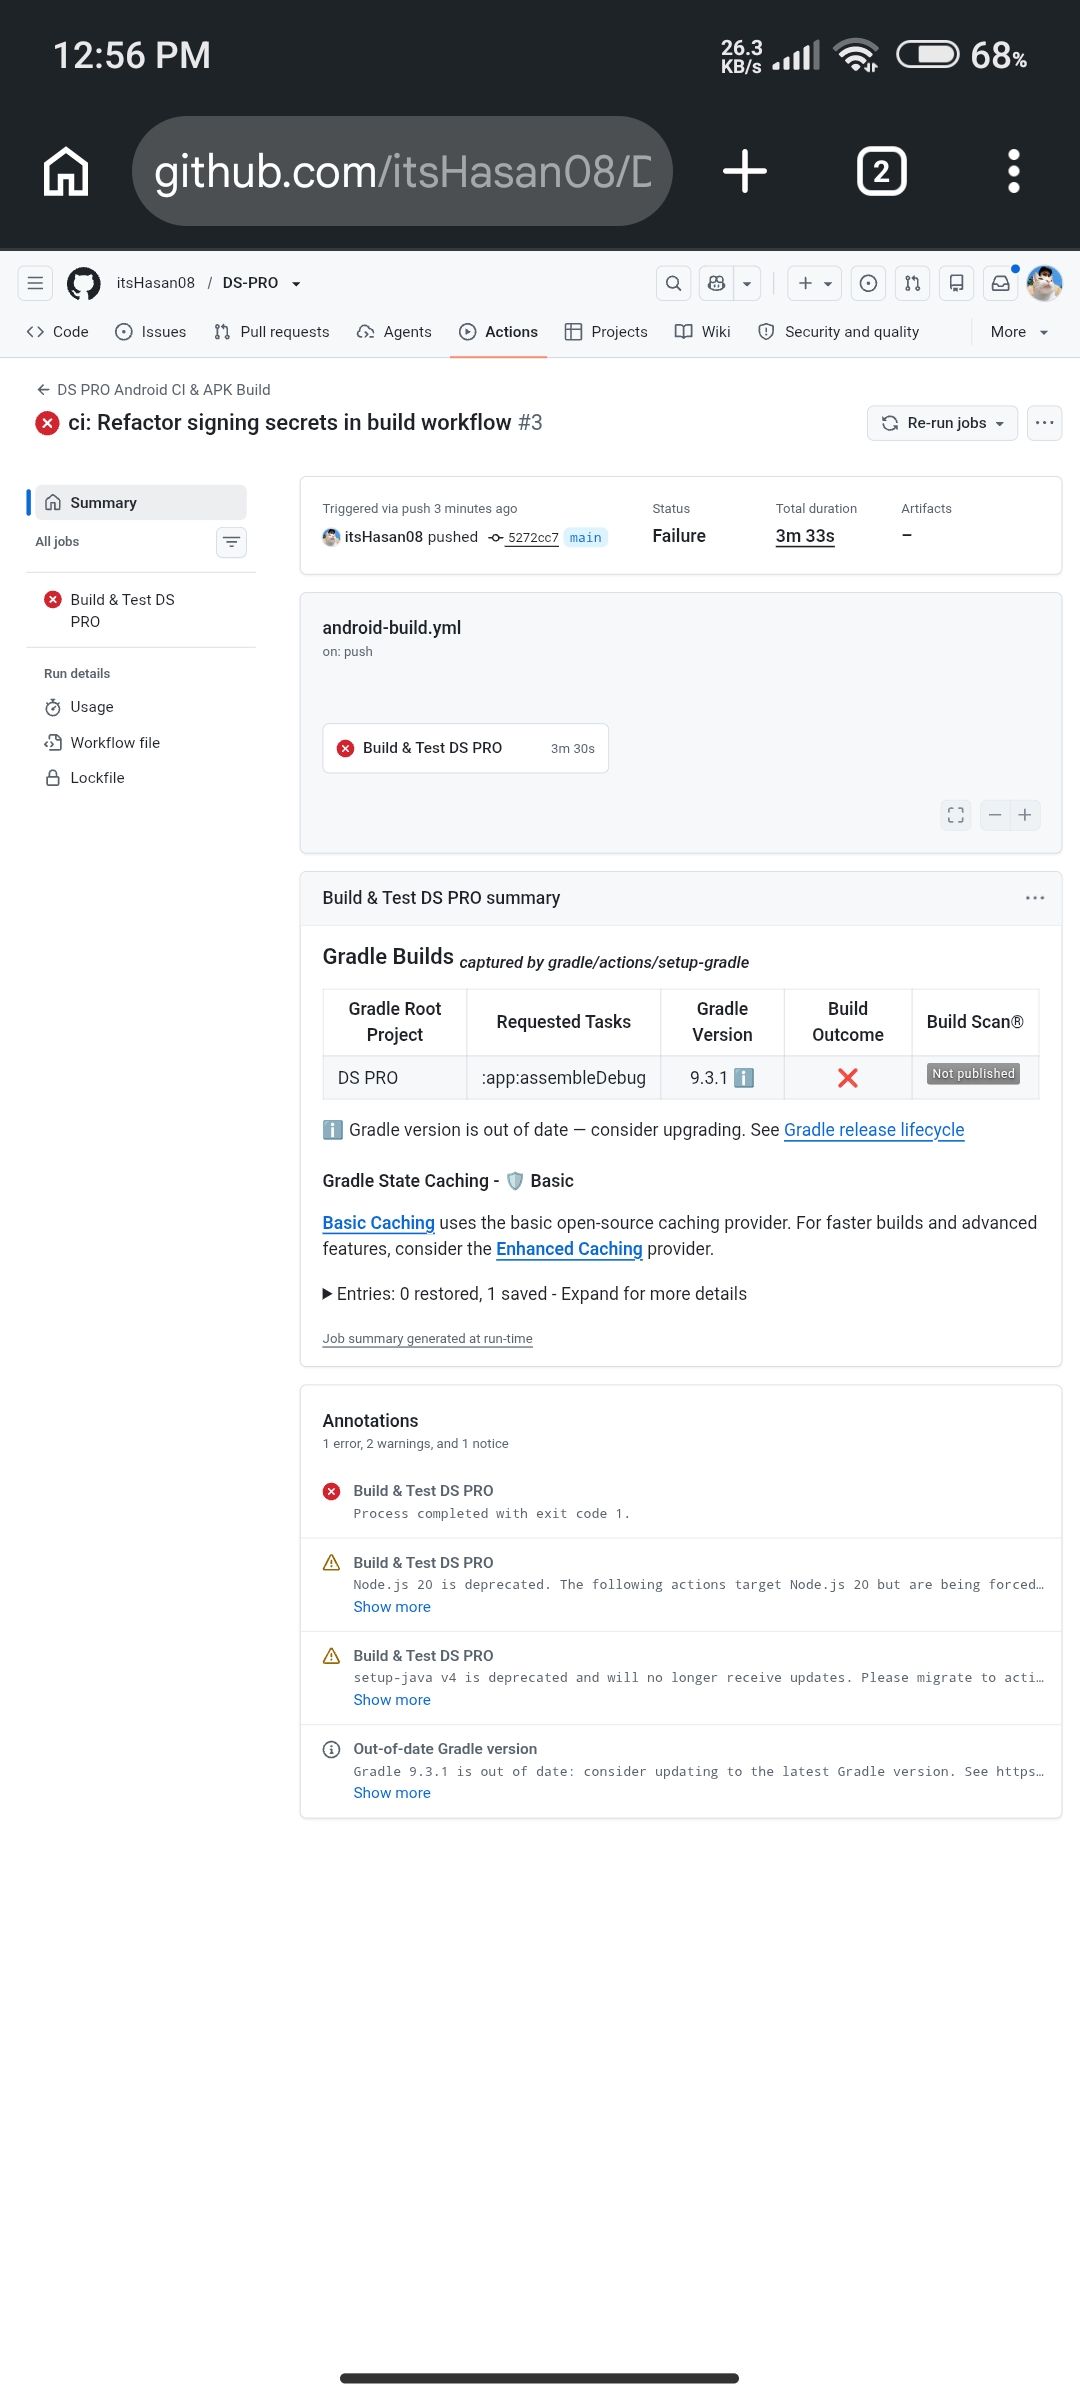 12:56 PM
26.3 KB/s
68%
github.com/itsHasan08/D
2
itsHasan08 / DS-PRO
Code Issues Pull requests Agents Actions Projects Wiki Security and quality More
DS PRO Android CI & APK Build
ci: Refactor signing secrets in build workflow #3
Re-run jobs
Summary
All jobs
Build & Test DS
PRO
Run details
Usage
Workflow file
Lockfile
Triggered via push 3 minutes ago
itsHasan08 pushed 5272cc7 main
Status
Failure
Total duration
3m 33s
Artifacts
–
android-build.yml
on: push
Build & Test DS PRO 3m 30s
Build & Test DS PRO summary
Gradle Builds captured by gradle/actions/setup-gradle
Gradle Root Project Requested Tasks Gradle Version Build Outcome Build Scan®
DS PRO :app:assembleDebug 9.3.1 ℹ️ ❌ Not published
ℹ️ Gradle version is out of date — consider upgrading. See Gradle release lifecycle
Gradle State Caching - 🛡️ Basic
Basic Caching uses the basic open-source caching provider. For faster builds and advanced
features, consider the Enhanced Caching provider.
Entries: 0 restored, 1 saved - Expand for more details
Job summary generated at run-time
Annotations
1 error, 2 warnings, and 1 notice
Build & Test DS PRO
Process completed with exit code 1.
Build & Test DS PRO
Node.js 20 is deprecated. The following actions target Node.js 20 but are being forced…
Show more
Build & Test DS PRO
setup-java v4 is deprecated and will no longer receive updates. Please migrate to acti…
Show more
Out-of-date Gradle version
Gradle 9.3.1 is out of date: consider updating to the latest Gradle version. See https…
Show more